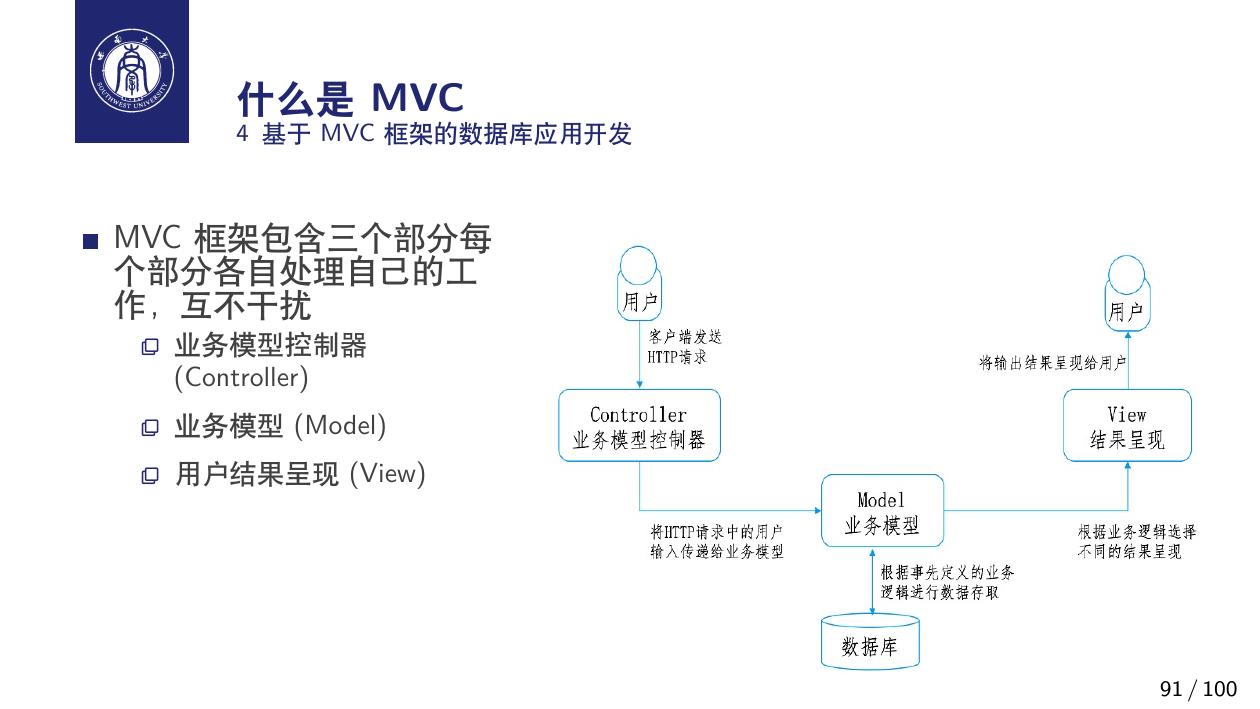 西南大学
SOUTHWEST UNIVERSITY
什么是 MVC
4 基于 MVC 框架的数据库应用开发
MVC 框架包含三个部分每
个部分各自处理自己的工
作，互不干扰
业务模型控制器
(Controller)
业务模型 (Model)
用户结果呈现 (View)
用户
客户端发送
HTTP请求
Controller
业务模型控制器
将HTTP请求中的用户
输入传递给业务模型
Model
业务模型
根据事先定义的业务
逻辑进行数据存取
数据库
根据业务逻辑选择
不同的结果呈现
View
结果呈现
将输出结果呈现给用户
用户
91 / 100